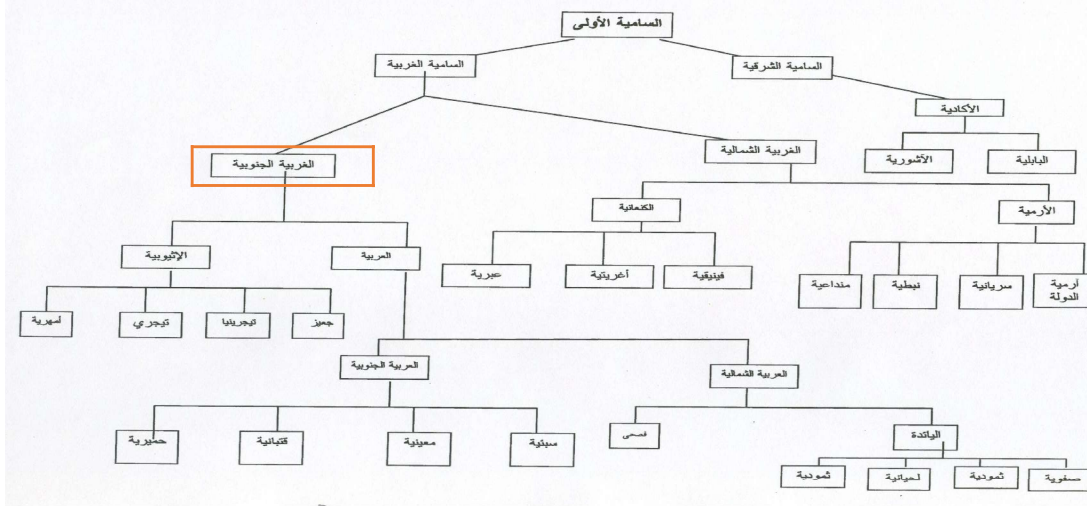 السامية الأولى
السامية الشرقية
السامية الغربية
الأكادية
البابلية
الآشورية
الغربية الشمالية
الغربية الجنوبية
الأرمية
الكنعانية
أرمية
الدولة
سريانية
نبطية
منداعية
فينيقية
أغريتية
عبرية
العربية
الإثيوبية
جعيز
تيجرينيا
تيجري
أمهرية
العربية الشمالية
العربية الجنوبية
البائدة
فصحى
سبئية
معينية
قتبانية
حميرية
صفوية
ثمودية
لحيانية
ثمودية